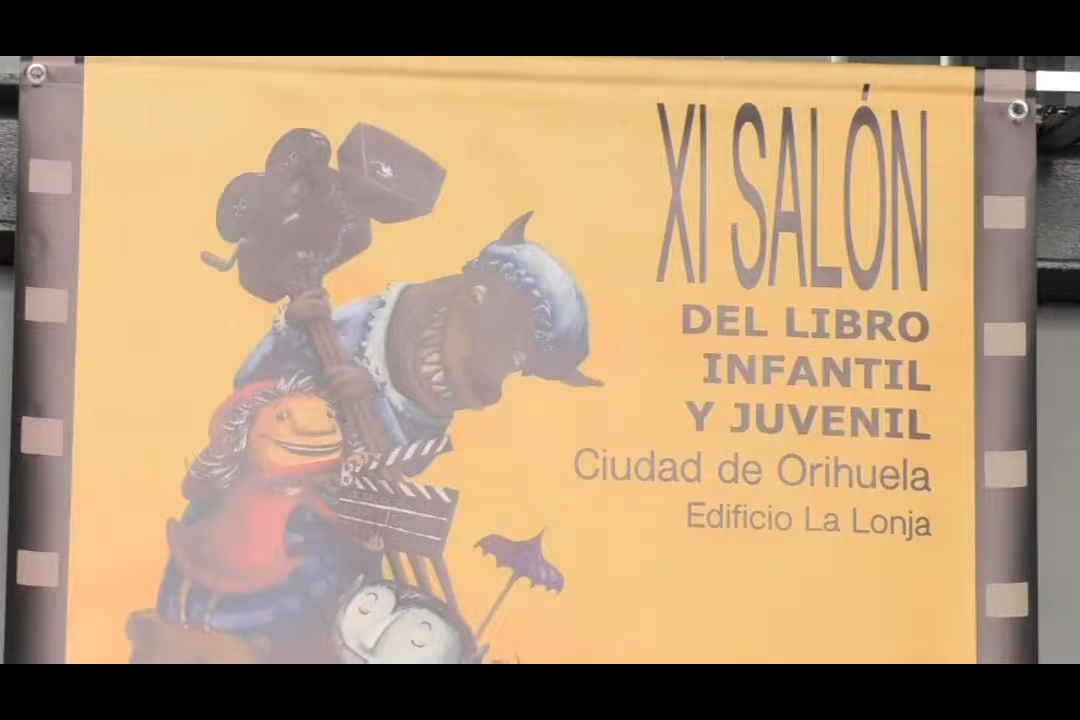 XI SALÓN
DEL LIBRO
INFANTIL
Y JUVENIL
Ciudad de Orihuela
Edificio La Lonja